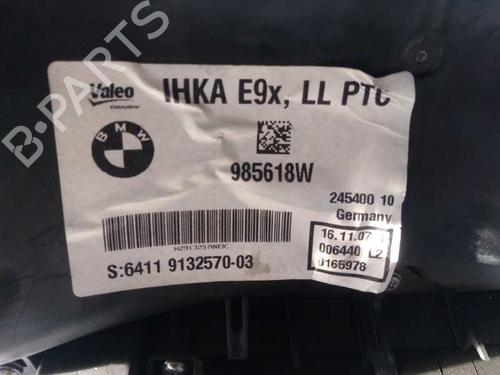 B-PARTS
Valeo
IHKA E9x, LL PTC
BMW
985618W
245400 10
Germany
16.11.07
006440 L2
0165978
S:6411 9132570-03